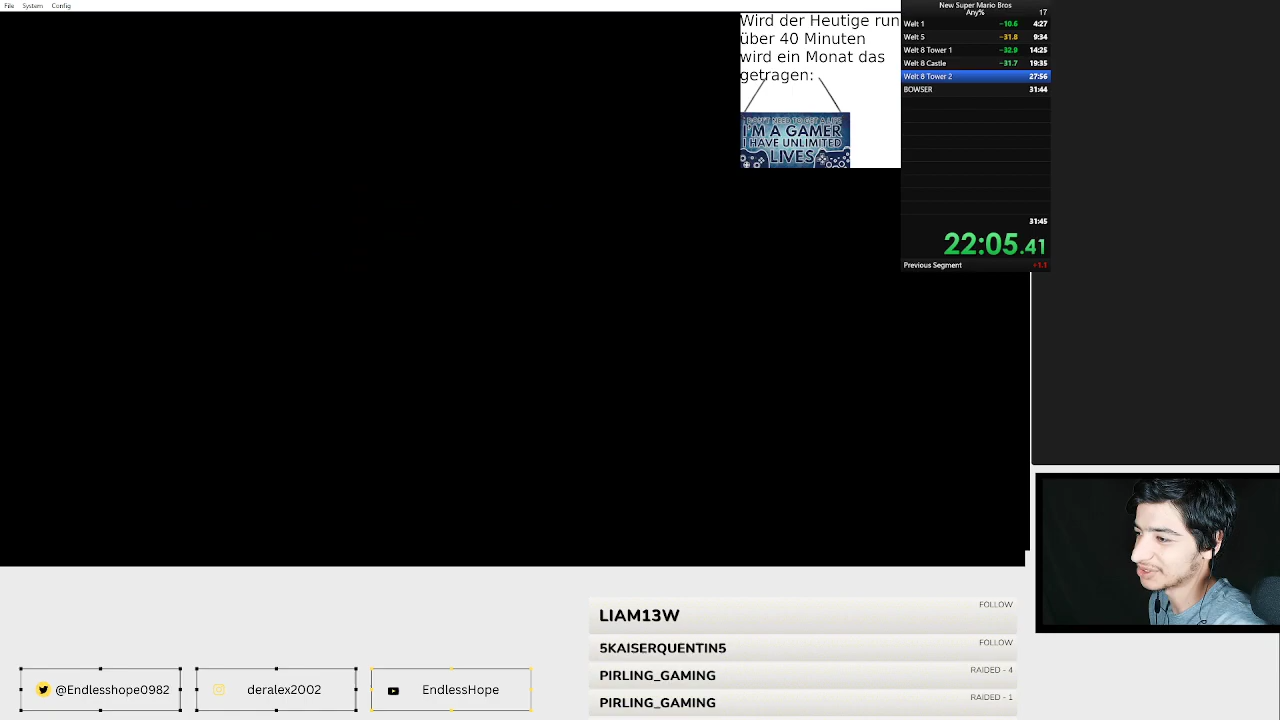 File System Config
Wird der Heutige run
über 40 Minuten
wird ein Monat das
getragen:
I DON'T NEED TO GET A LIFE
I'M A GAMER
I HAVE UNLIMITED
LIVES
New Super Mario Bros
Any% 17
Welt 1 -10.6 4:27
Welt 5 -31.8 9:34
Welt 8 Tower 1 -32.9 14:25
Welt 8 Castle -31.7 19:35
Welt 8 Tower 2 27:56
BOWSER 31:44
31:45
22:05.41
Previous Segment +1.1
LIAM13W FOLLOW
5KAISERQUENTIN5 FOLLOW
PIRLING_GAMING RAIDED - 4
PIRLING_GAMING RAIDED - 1
@Endlesshope0982 deralex2002 EndlessHope